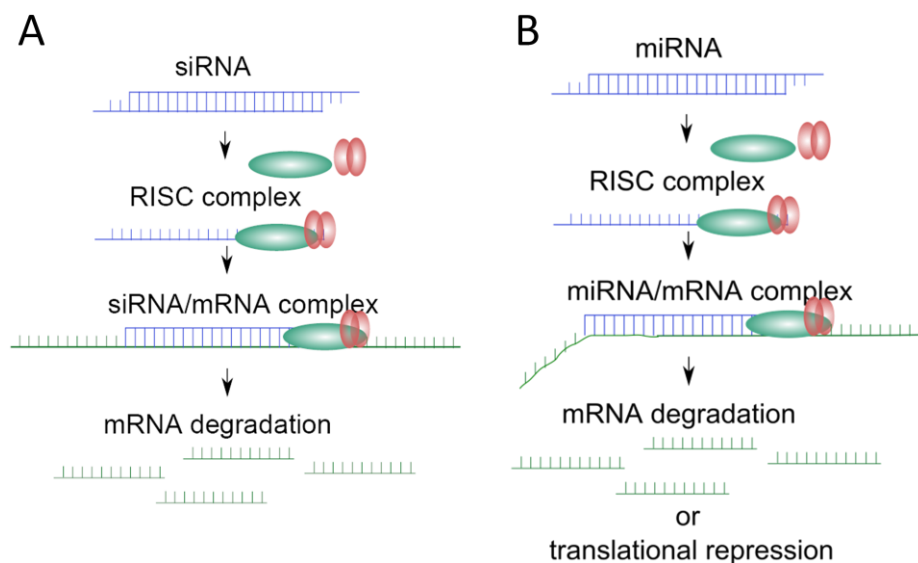 A
siRNA
RISC complex
siRNA/mRNA complex
mRNA degradation
B
miRNA
RISC complex
miRNA/mRNA complex
mRNA degradation
or
translational repression